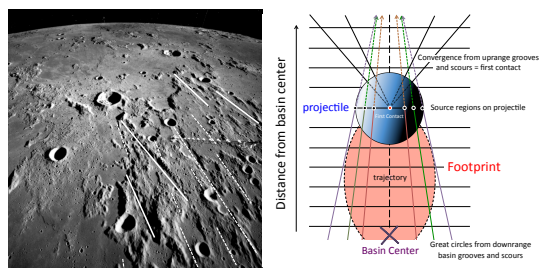 Distance from basin center
Convergence from uprange grooves
and scours = first contact
projectile
Source regions on projectile
First Contact
Footprint
trajectory
Great circles from downrange
basin grooves and scours
Basin Center